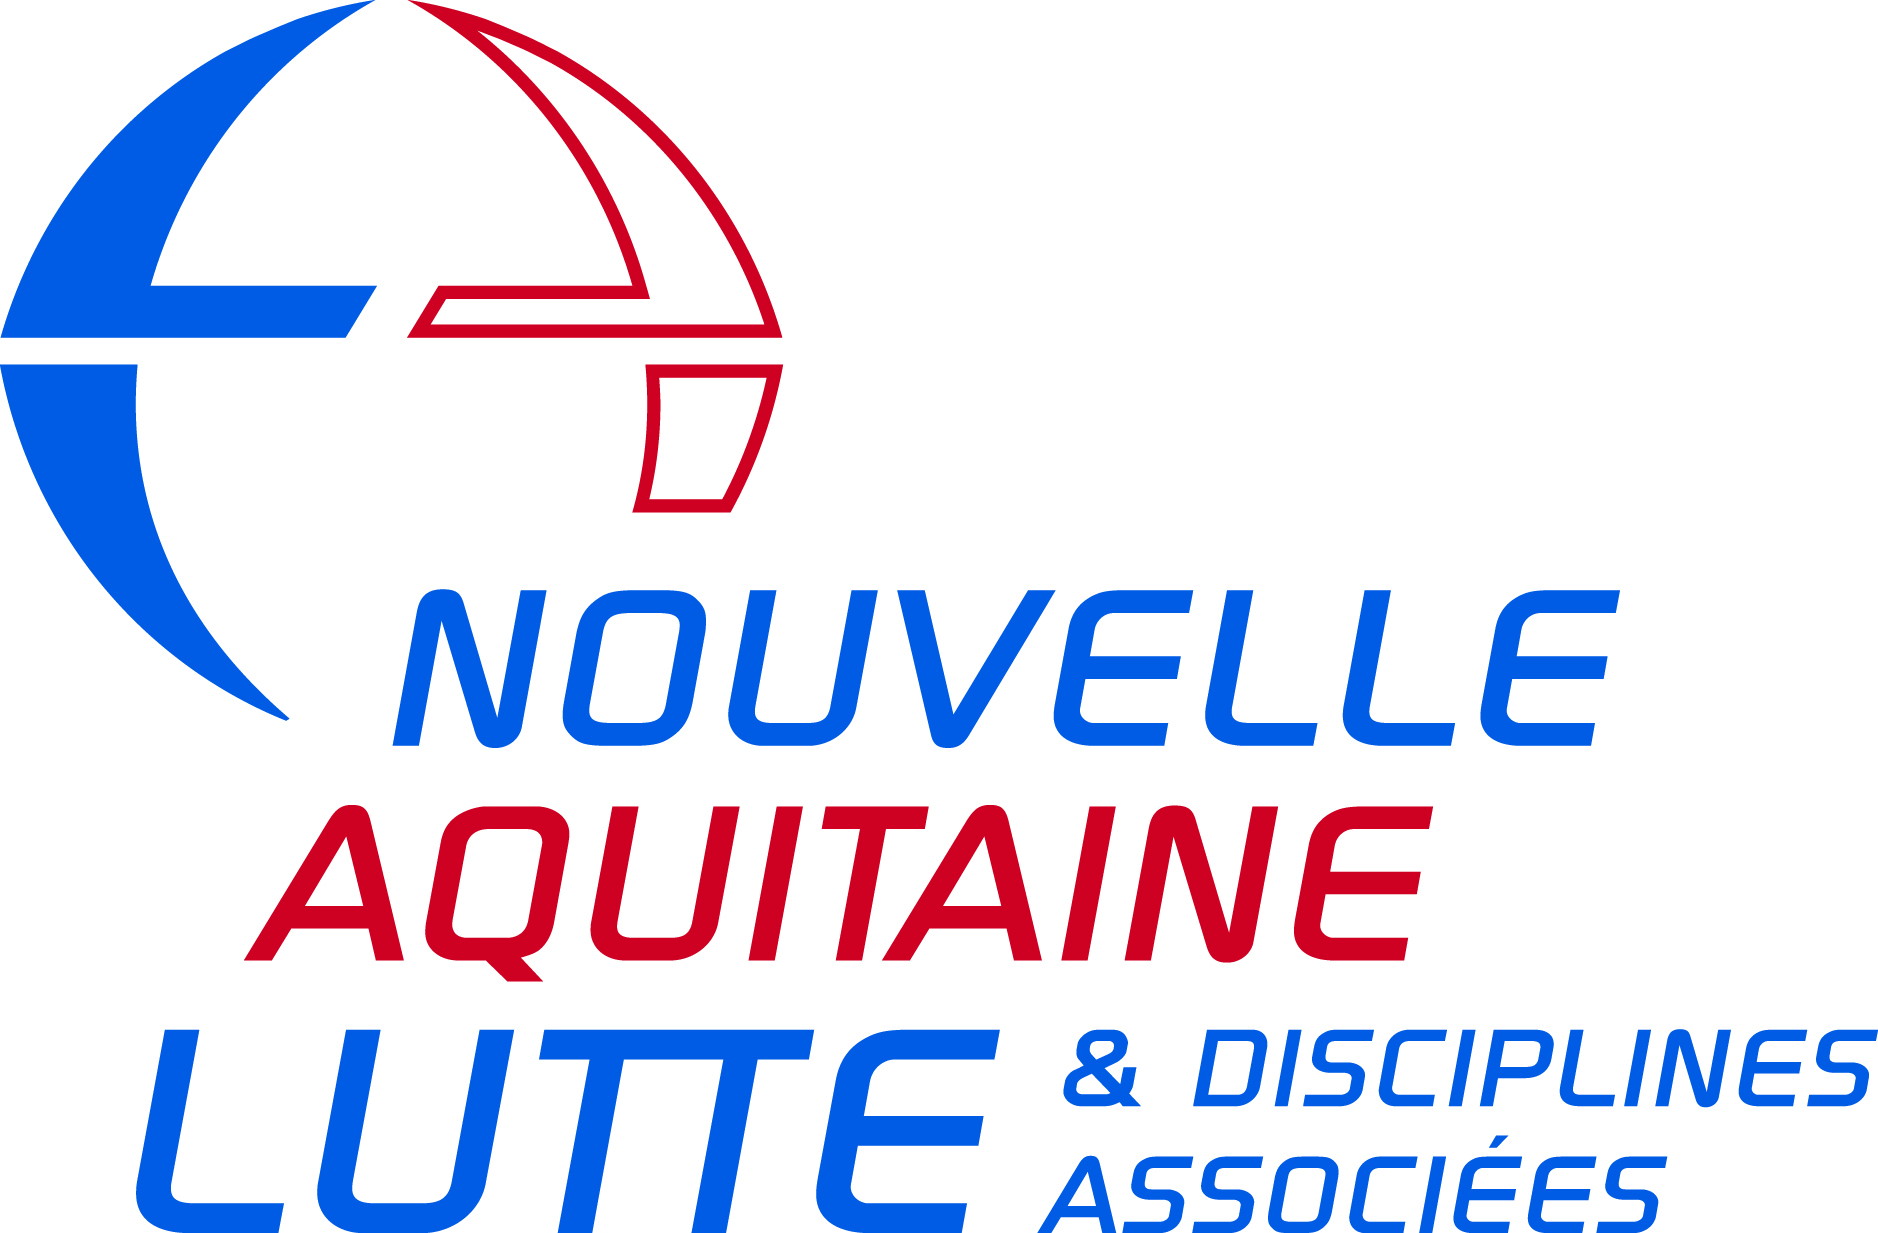 NOUVELLE
AQUITAINE
LUTTE & DISCIPLINES
ASSOCIÉES